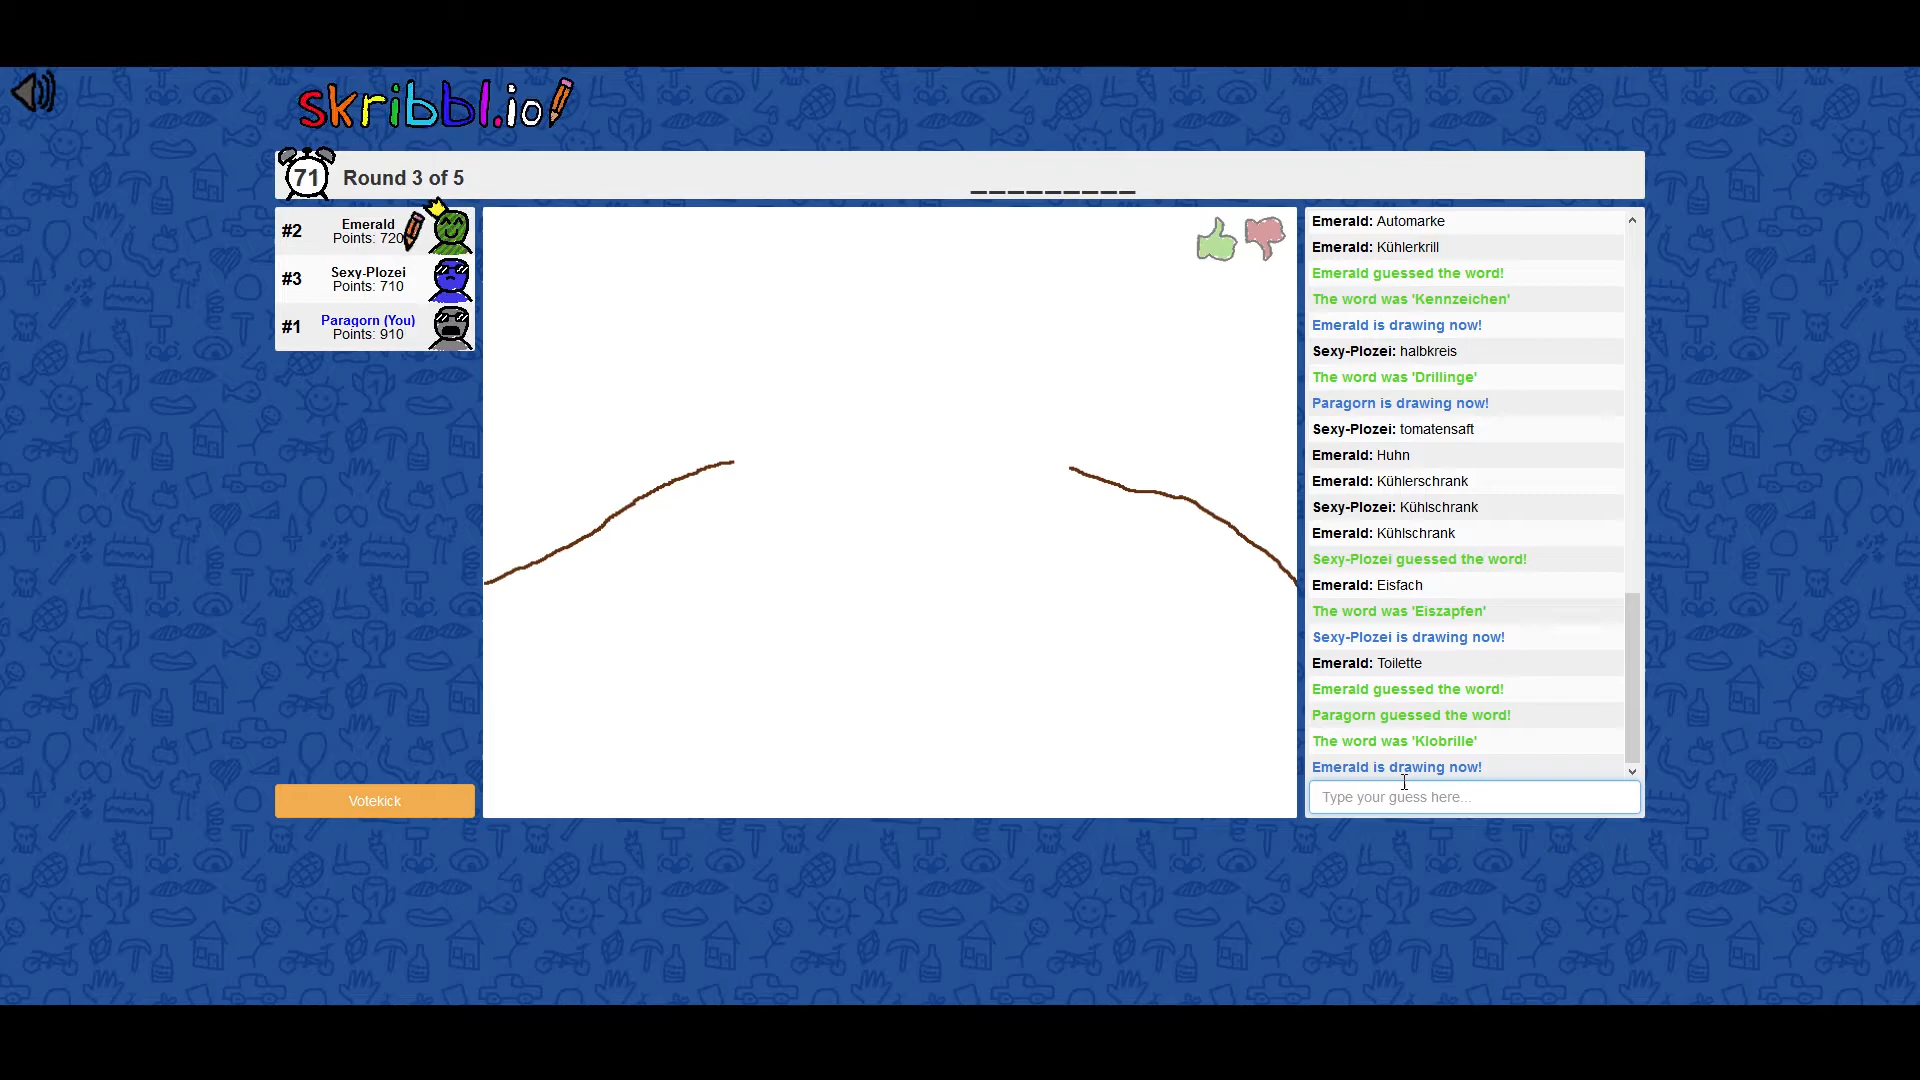 skribbl.io
71 Round 3 of 5 _________
#2 Emerald
Points: 720
#3 Sexy-Plozei
Points: 710
#1 Paragorn (You)
Points: 910
Votekick
Emerald: Automarke
Emerald: Kühlerkrill
Emerald guessed the word!
The word was 'Kennzeichen'
Emerald is drawing now!
Sexy-Plozei: halbkreis
The word was 'Drillinge'
Paragorn is drawing now!
Sexy-Plozei: tomatensaft
Emerald: Huhn
Emerald: Kühlerschrank
Sexy-Plozei: Kühlschrank
Emerald: Kühlschrank
Sexy-Plozei guessed the word!
Emerald: Eisfach
The word was 'Eiszapfen'
Sexy-Plozei is drawing now!
Emerald: Toilette
Emerald guessed the word!
Paragorn guessed the word!
The word was 'Klobrille'
Emerald is drawing now!
Type your guess here...